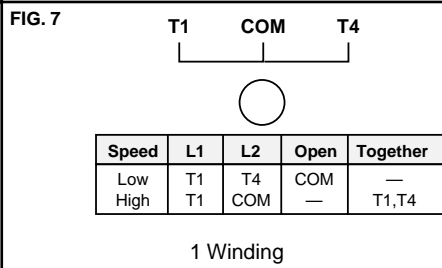 FIG. 7
T1 COM T4
Speed L1 L2 Open Together
Low T1 T4 COM —
High T1 COM — T1,T4
1 Winding